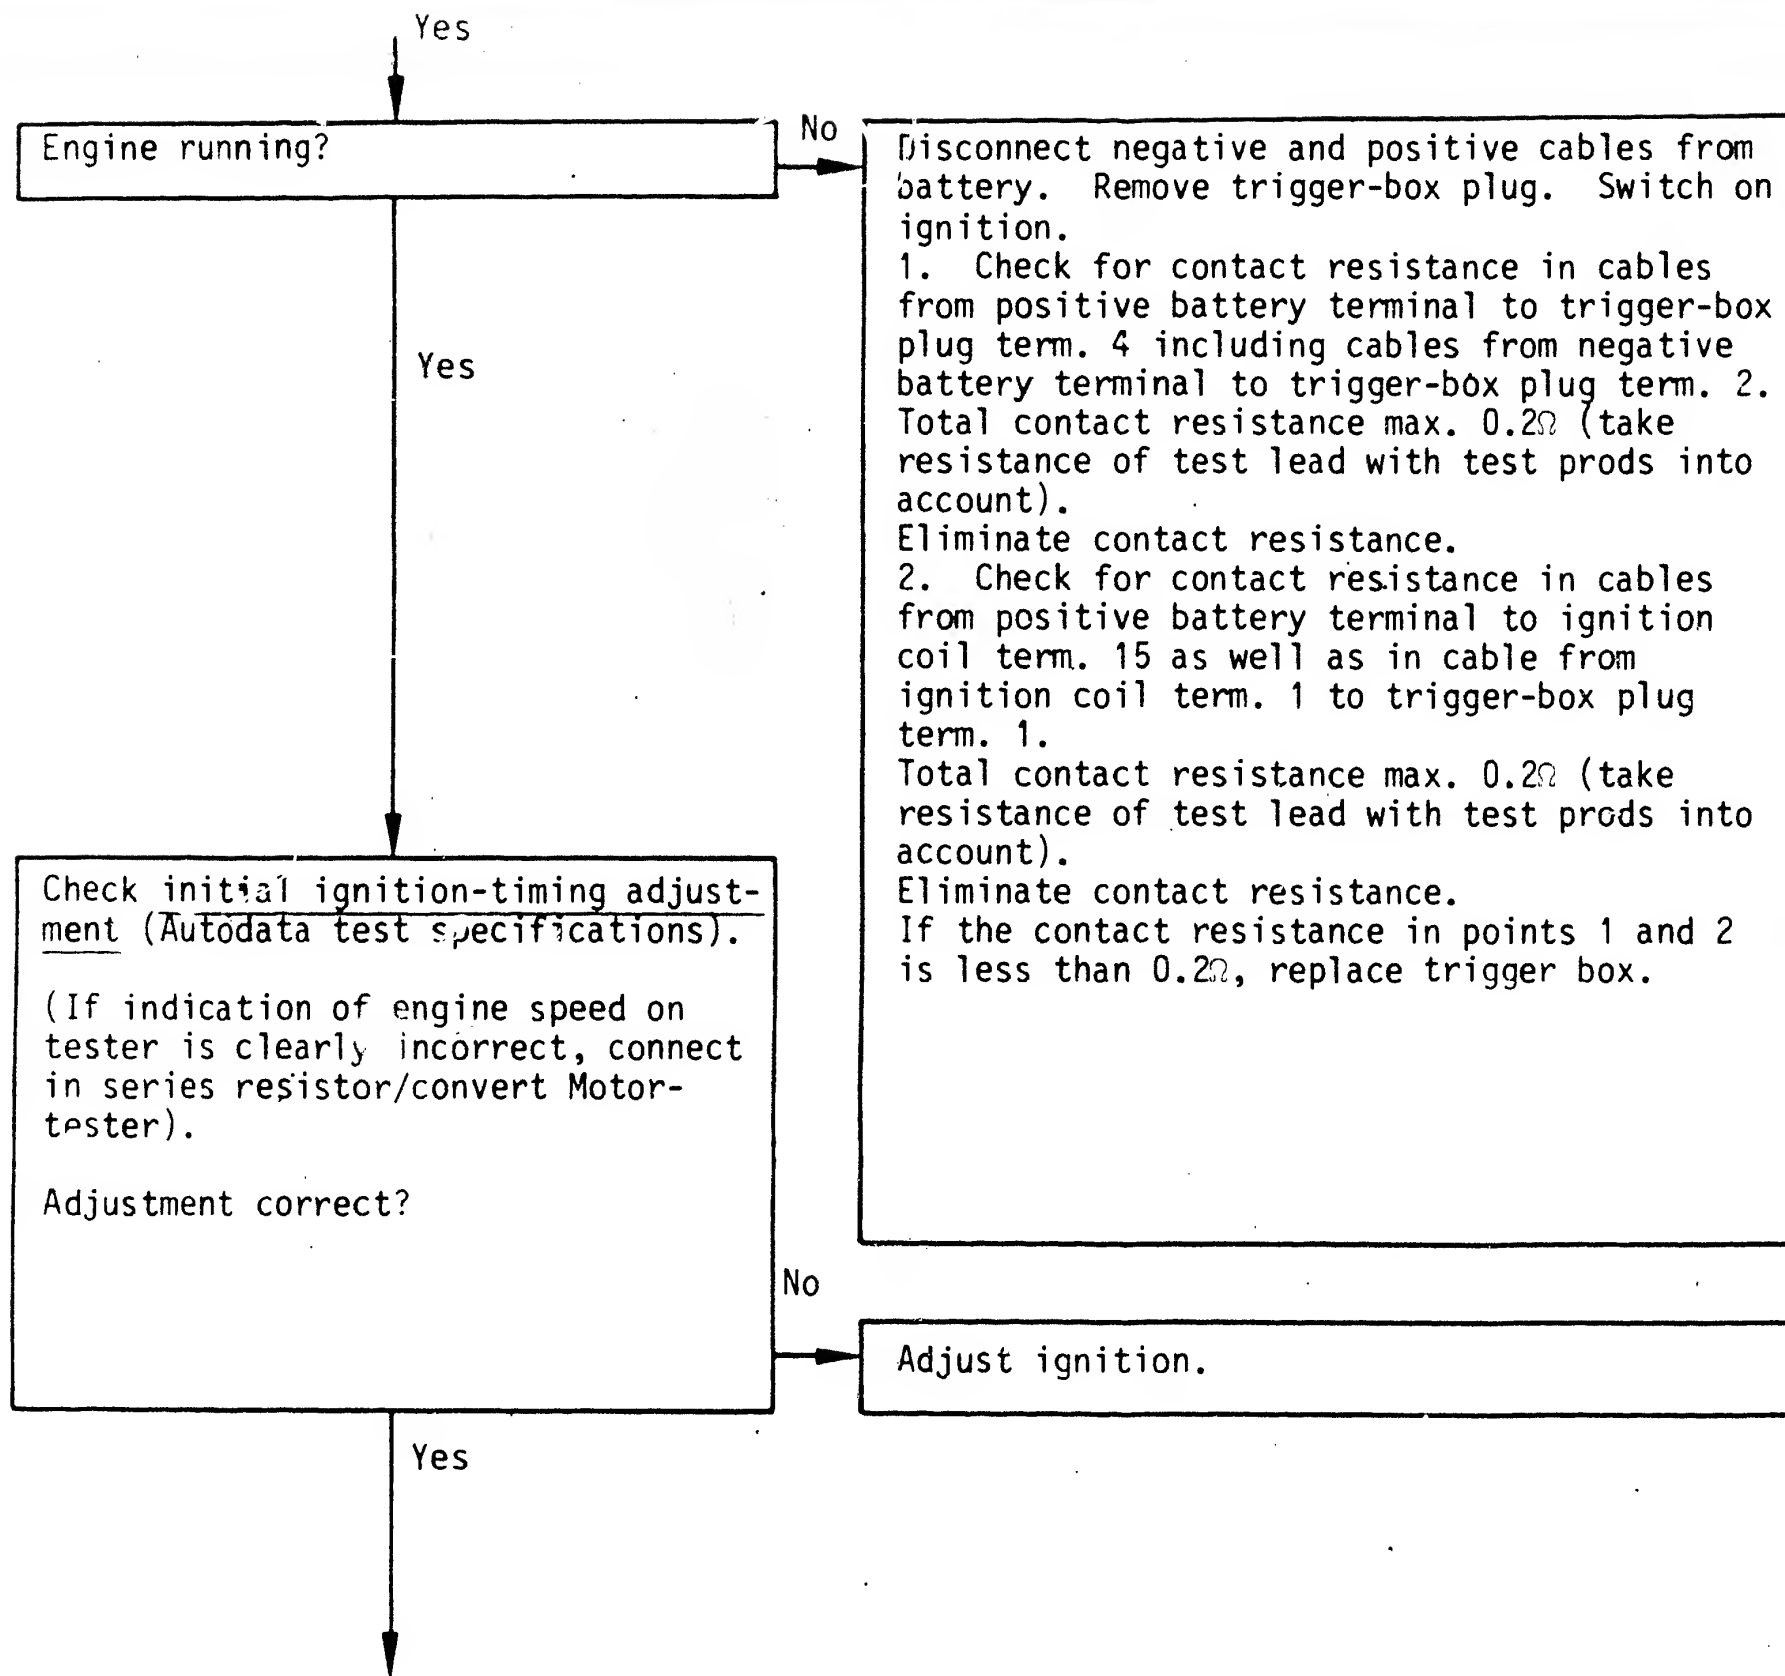 Yes
Engine running?
No
Disconnect negative and positive cables from
battery. Remove trigger-box plug. Switch on
ignition.
1. Check for contact resistance in cables
from positive battery terminal to trigger-box
plug term. 4 including cables from negative
battery terminal to trigger-box plug term. 2.
Total contact resistance max. 0.2Ω (take
resistance of test lead with test prods into
account).
Eliminate contact resistance.
2. Check for contact resistance in cables
from positive battery terminal to ignition
coil term. 15 as well as in cable from
ignition coil term. 1 to trigger-box plug
term. 1.
Total contact resistance max. 0.2Ω (take
resistance of test lead with test prods into
account).
Eliminate contact resistance.
If the contact resistance in points 1 and 2
is less than 0.2Ω, replace trigger box.
Yes
Check initial ignition-timing adjust-
ment (Autodata test specifications).
(If indication of engine speed on
tester is clearly incorrect, connect
in series resistor/convert Motor-
tester).
Adjustment correct?
No
Adjust ignition.
Yes